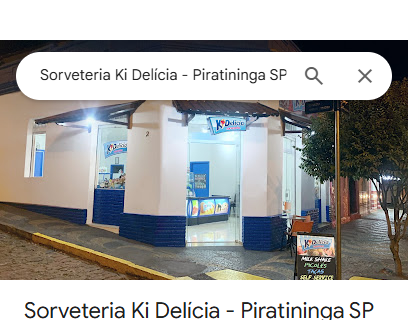 Sorveteria Ki Delícia - Piratininga SP
Ki Delícia
Ki Delícia
Ki Delícia
MILK SHAKE
PICOLÉS
TAÇAS
SELF SERVICE
Sorveteria Ki Delícia - Piratininga SP